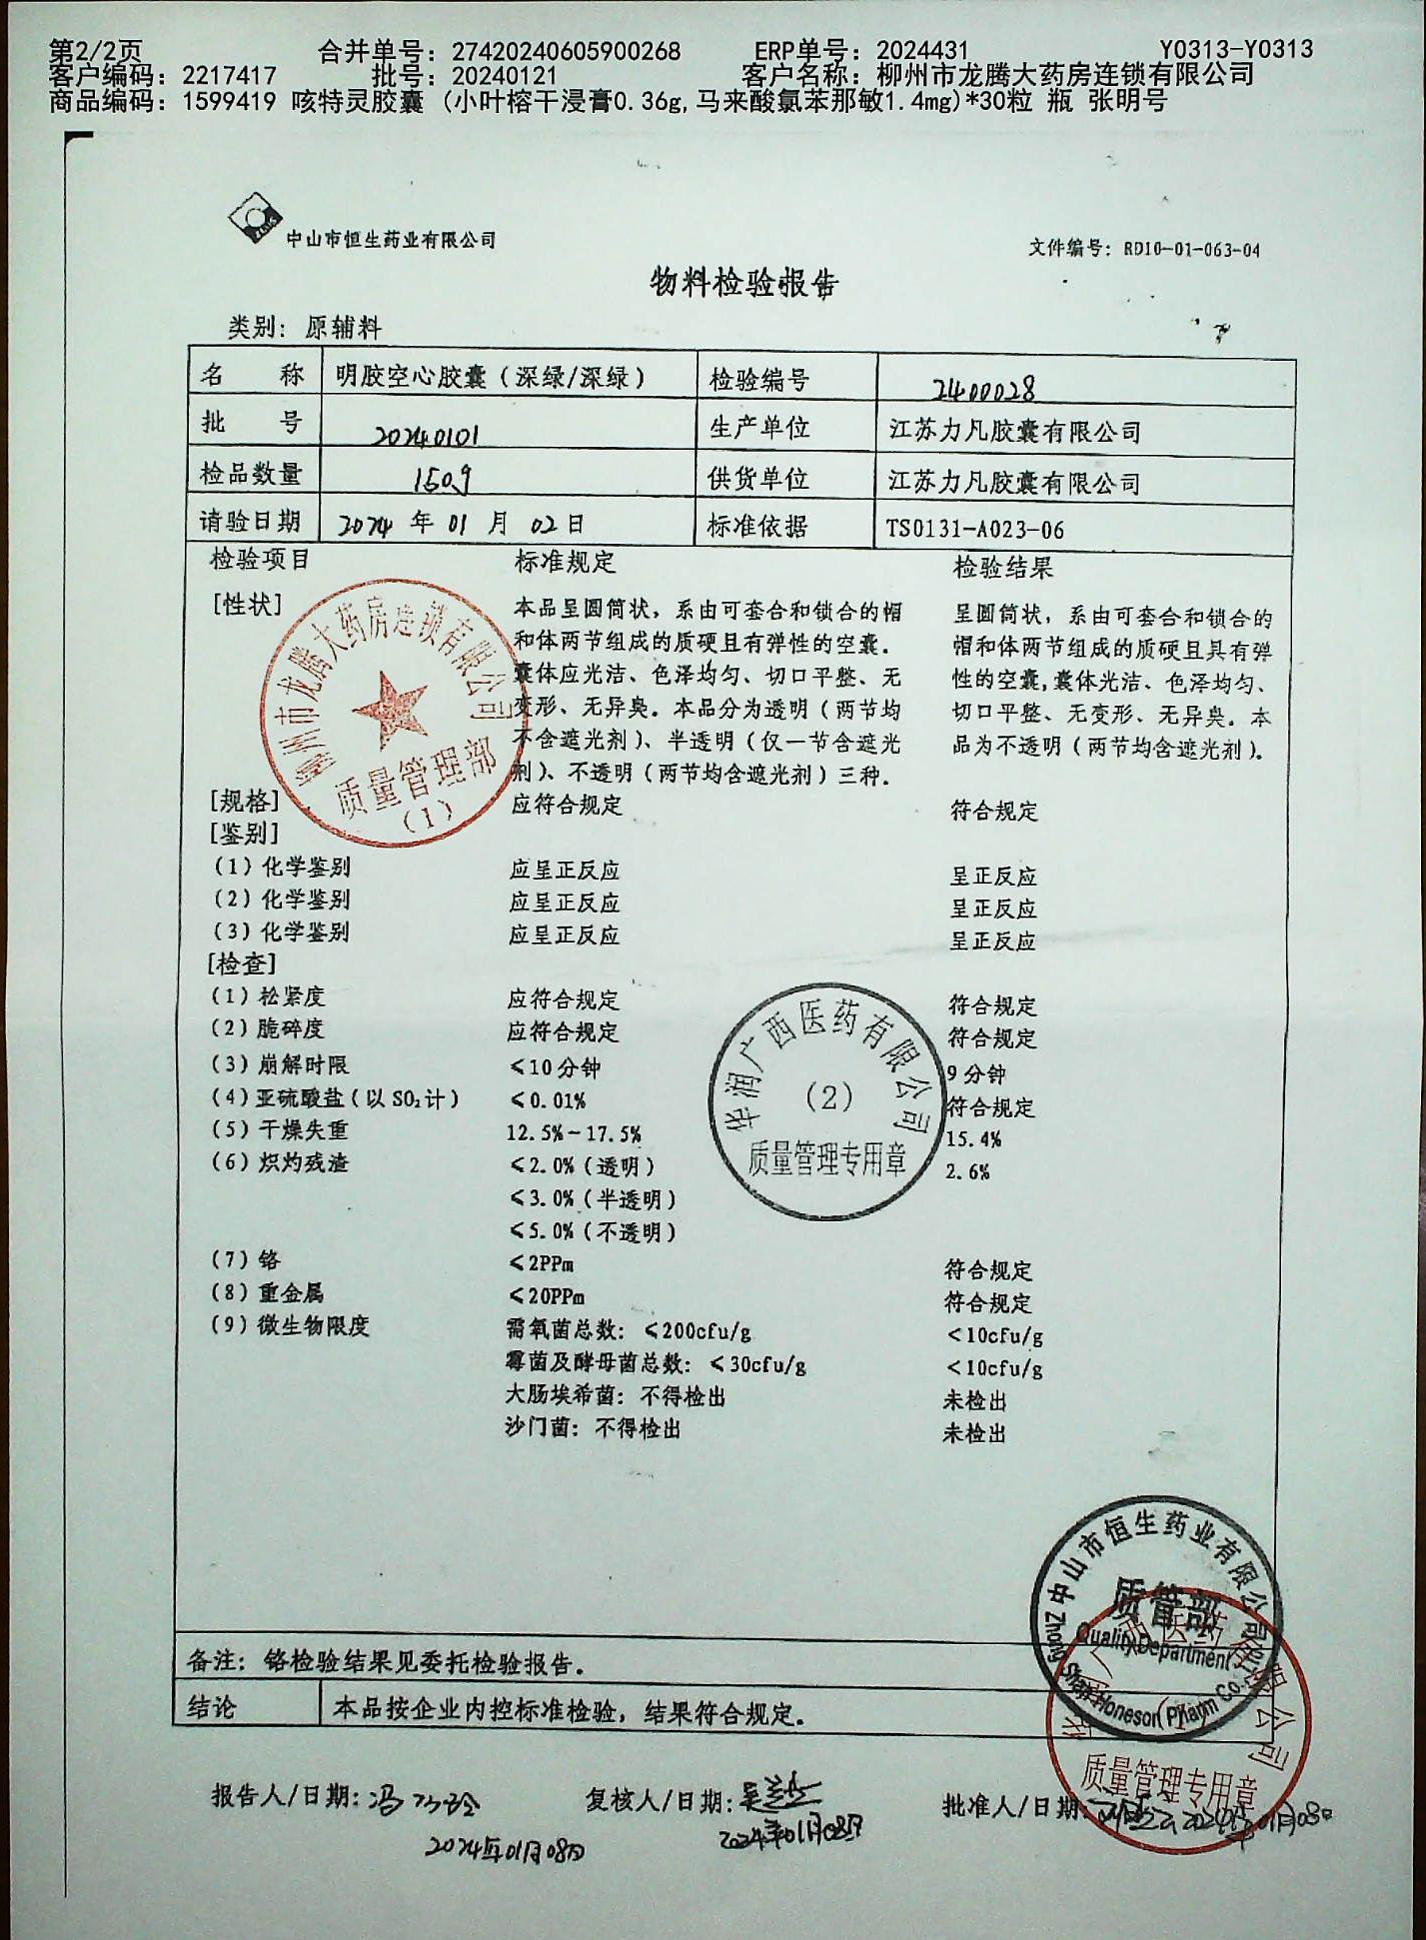 第2/2页 合并单号：27420240605900268 ERP单号：2024431 Y0313-Y0313
客户编码：2217417 批号：20240121 客户名称：柳州市龙腾大药房连锁有限公司
商品编码：1599419 咳特灵胶囊 (小叶榕干浸膏0.36g,马来酸氯苯那敏1.4mg)*30粒 瓶 张明号
中山市恒生药业有限公司
文件编号：RD10-01-063-04
物料检验报告
类别：原辅料
名称 明胶空心胶囊（深绿/深绿） 检验编号 2400028
批号 20240101 生产单位 江苏力凡胶囊有限公司
检品数量 150g 供货单位 江苏力凡胶囊有限公司
请验日期 2024年01月02日 标准依据 TS0131-A023-06
检验项目 标准规定 检验结果
[性状] 本品呈圆筒状，系由可套合和锁合的帽 呈圆筒状，系由可套合和锁合的
和体两节组成的质硬且有弹性的空囊。 帽和体两节组成的质硬且具有弹
囊体应光洁、色泽均匀、切口平整、无 性的空囊,囊体光洁、色泽均匀、
变形、无异臭。本品分为透明（两节均 切口平整、无变形、无异臭。本
不含遮光剂）、半透明（仅一节含遮光 品为不透明（两节均含遮光剂）。
剂）、不透明（两节均含遮光剂）三种。
[规格] 应符合规定 符合规定
[鉴别]
(1)化学鉴别 应呈正反应 呈正反应
(2)化学鉴别 应呈正反应 呈正反应
(3)化学鉴别 应呈正反应 呈正反应
[检查]
(1)松紧度 应符合规定 符合规定
(2)脆碎度 应符合规定 符合规定
(3)崩解时限 ≤10分钟 9分钟
(4)亚硫酸盐（以SO₂计） ≤0.01% 符合规定
(5)干燥失重 12.5%~17.5% 15.4%
(6)炽灼残渣 ≤2.0%（透明） 2.6%
≤3.0%（半透明）
≤5.0%（不透明）
(7)铬 ≤2PPm 符合规定
(8)重金属 ≤20PPm 符合规定
(9)微生物限度 需氧菌总数：≤200cfu/g <10cfu/g
霉菌及酵母菌总数：≤30cfu/g <10cfu/g
大肠埃希菌：不得检出 未检出
沙门菌：不得检出 未检出
柳州市龙腾大药房连锁有限公司
质量管理部
(1)
华润广西医药有限公司
(2)
质量管理专用章
中山市恒生药业有限公司
质管部
Quality Department
Zhong Shan Honeson Pharm Co.
质量管理专用章
备注：铬检验结果见委托检验报告。
结论 本品按企业内控标准检验，结果符合规定。
报告人/日期： 复核人/日期： 批准人/日期：
2024年01月08日 2024年01月08日 2024年01月08日